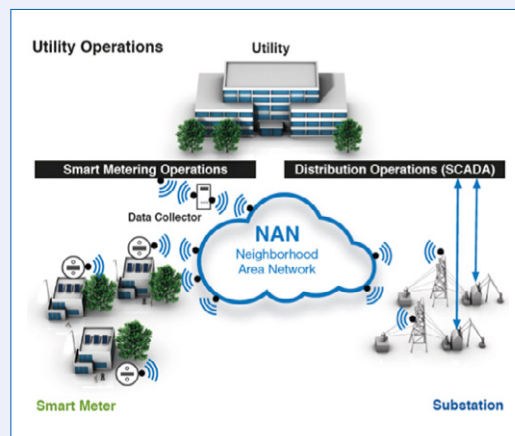 Utility Operations
Utility
Smart Metering Operations
Distribution Operations (SCADA)
Data Collector
NAN
Neighborhood
Area Network
Smart Meter
Substation